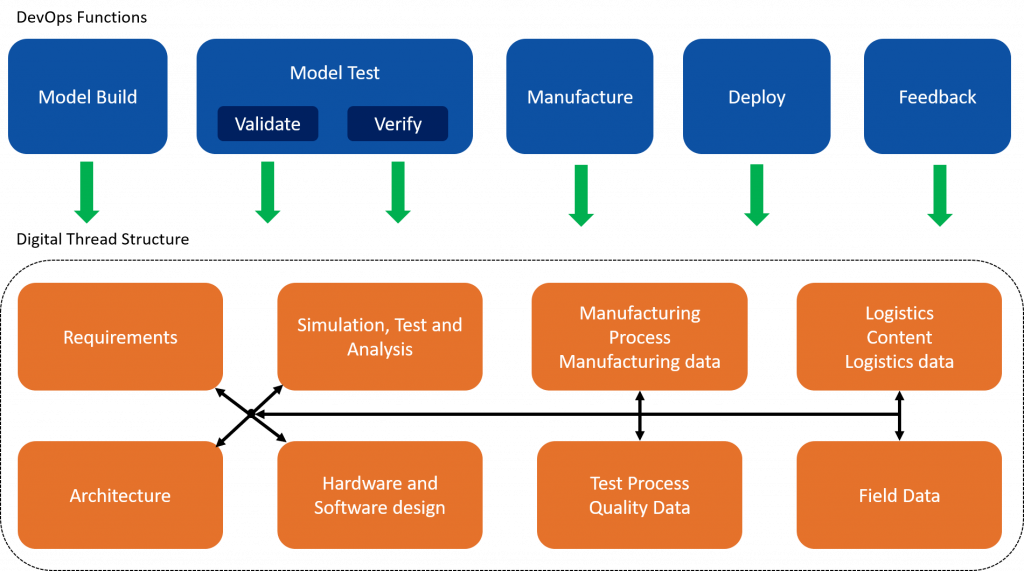 DevOps Functions
Model Build
Model Test
Validate
Verify
Manufacture
Deploy
Feedback
Digital Thread Structure
Requirements
Simulation, Test and
Analysis
Manufacturing
Process
Manufacturing data
Logistics
Content
Logistics data
Architecture
Hardware and
Software design
Test Process
Quality Data
Field Data